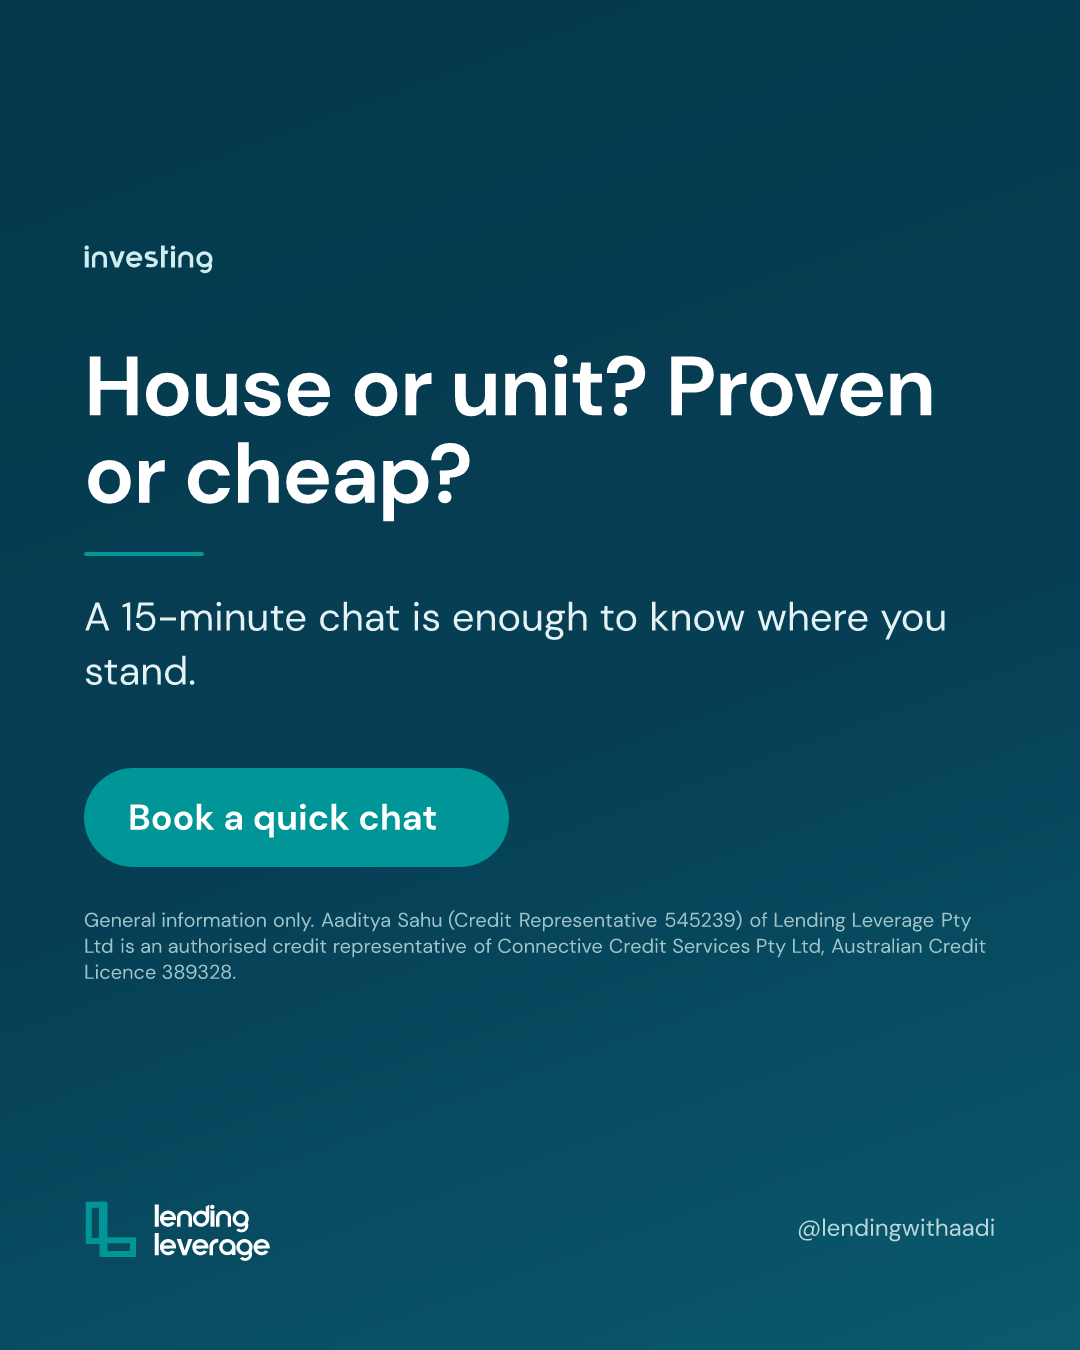 investing
House or unit? Proven
or cheap?
A 15-minute chat is enough to know where you
stand.
Book a quick chat
General information only. Aaditya Sahu (Credit Representative 545239) of Lending Leverage Pty
Ltd is an authorised credit representative of Connective Credit Services Pty Ltd, Australian Credit
Licence 389328.
lending
leverage
@lendingwithaadi